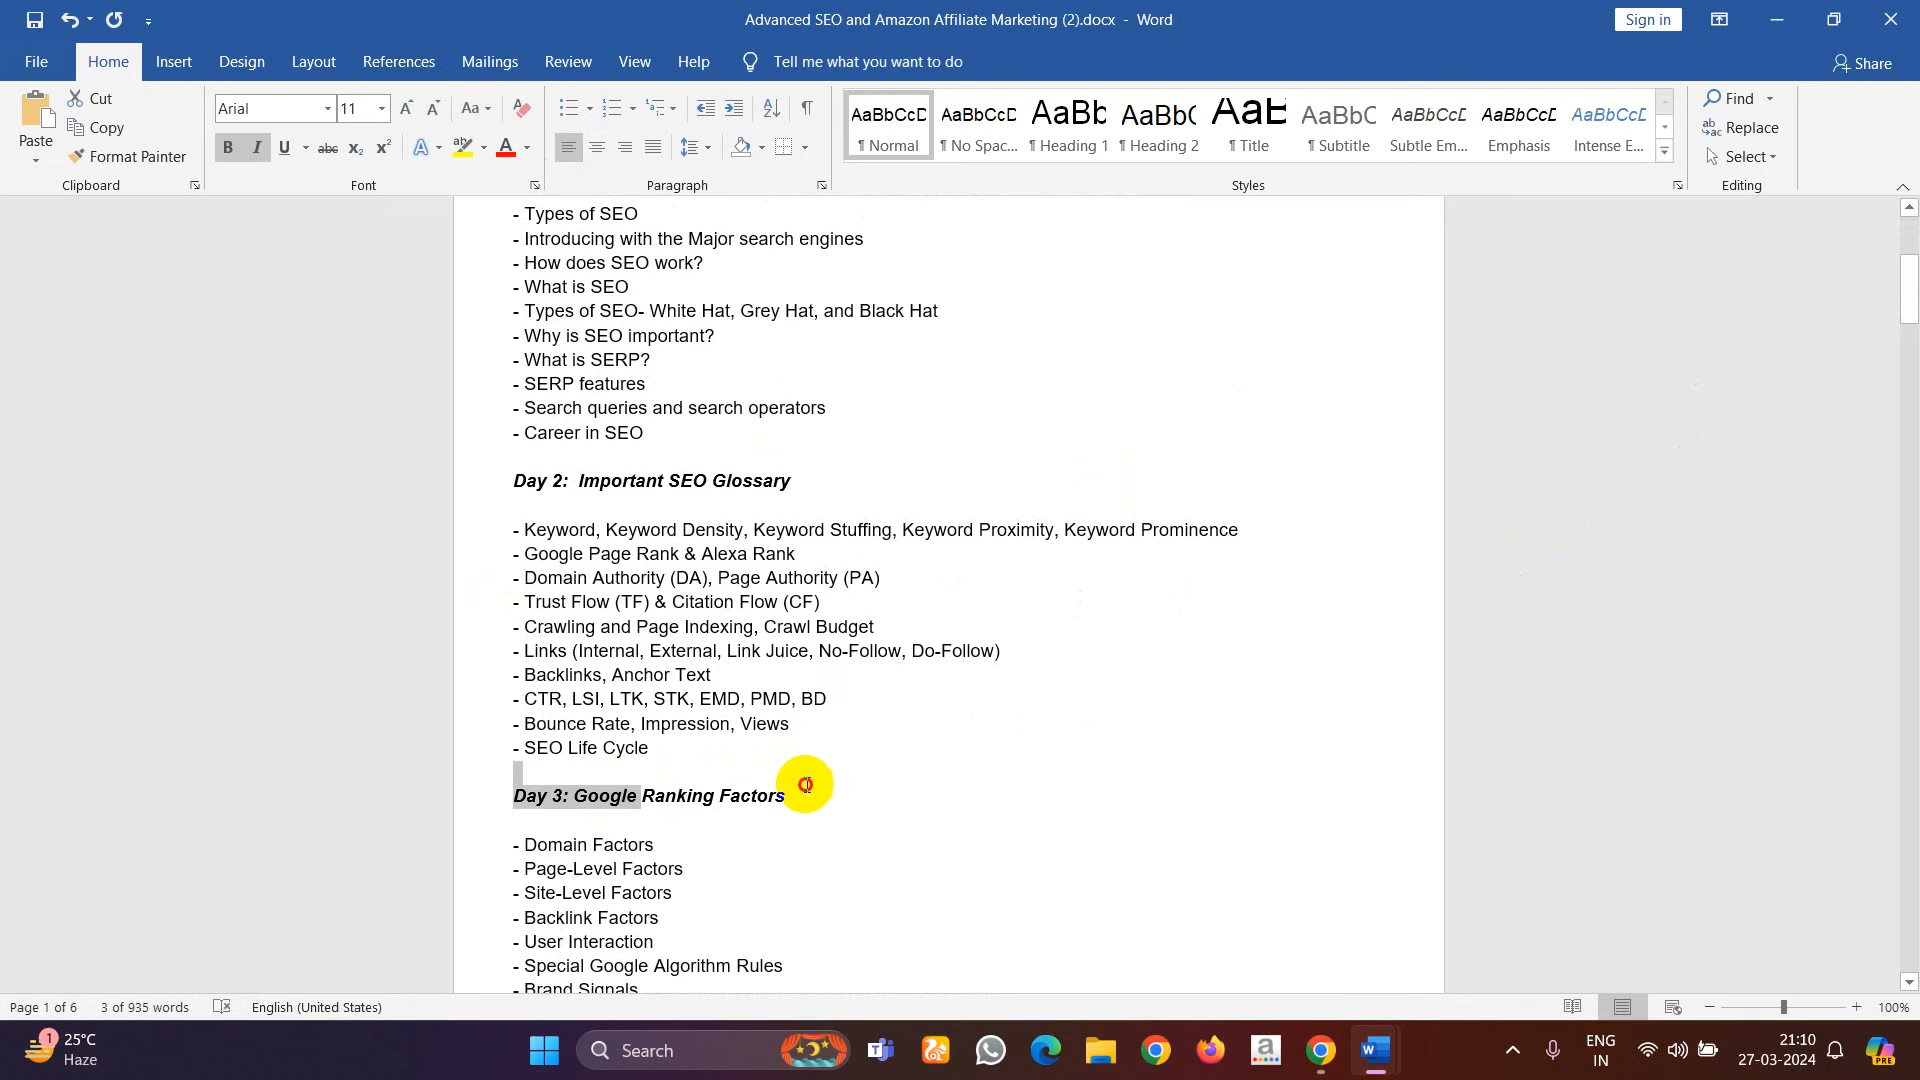 Advanced SEO and Amazon Affiliate Marketing (2).docx - Word
Sign in
File Home Insert Design Layout References Mailings Review View Help Tell me what you want to do Share
Paste
Cut
Copy
Format Painter
Clipboard
Arial 11
Font
Paragraph
AaBbCcD AaBbCcD AaBb AaBbC AaB AaBbC AaBbCcD AaBbCcD AaBbCcD
¶ Normal ¶ No Spac... ¶ Heading 1 ¶ Heading 2 ¶ Title ¶ Subtitle Subtle Em... Emphasis Intense E...
Styles
Find
Replace
Select
Editing
- Types of SEO
- Introducing with the Major search engines
- How does SEO work?
- What is SEO
- Types of SEO- White Hat, Grey Hat, and Black Hat
- Why is SEO important?
- What is SERP?
- SERP features
- Search queries and search operators
- Career in SEO
Day 2: Important SEO Glossary
- Keyword, Keyword Density, Keyword Stuffing, Keyword Proximity, Keyword Prominence
- Google Page Rank & Alexa Rank
- Domain Authority (DA), Page Authority (PA)
- Trust Flow (TF) & Citation Flow (CF)
- Crawling and Page Indexing, Crawl Budget
- Links (Internal, External, Link Juice, No-Follow, Do-Follow)
- Backlinks, Anchor Text
- CTR, LSI, LTK, STK, EMD, PMD, BD
- Bounce Rate, Impression, Views
- SEO Life Cycle
Day 3: Google Ranking Factors
- Domain Factors
- Page-Level Factors
- Site-Level Factors
- Backlink Factors
- User Interaction
- Special Google Algorithm Rules
- Brand Signals
Page 1 of 6 3 of 935 words English (United States) 100%
1 25°C
Haze
Search
ENG
IN
21:10
27-03-2024